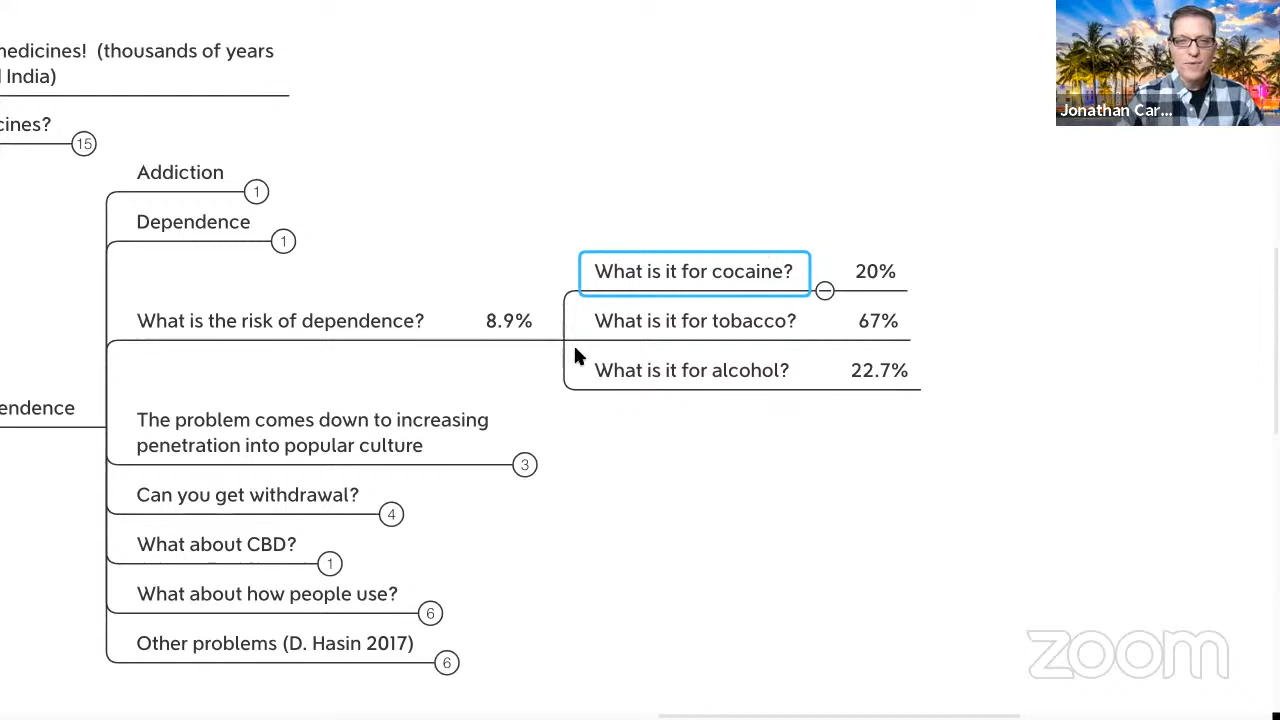 medicines! (thousands of years
India)
cines?
15
Jonathan Car...
Addiction
1
Dependence
1
What is the risk of dependence? 8.9%
What is it for cocaine? 20%
What is it for tobacco? 67%
What is it for alcohol? 22.7%
endence
The problem comes down to increasing
penetration into popular culture
3
Can you get withdrawal?
4
What about CBD?
1
What about how people use?
6
Other problems (D. Hasin 2017)
6
zoom